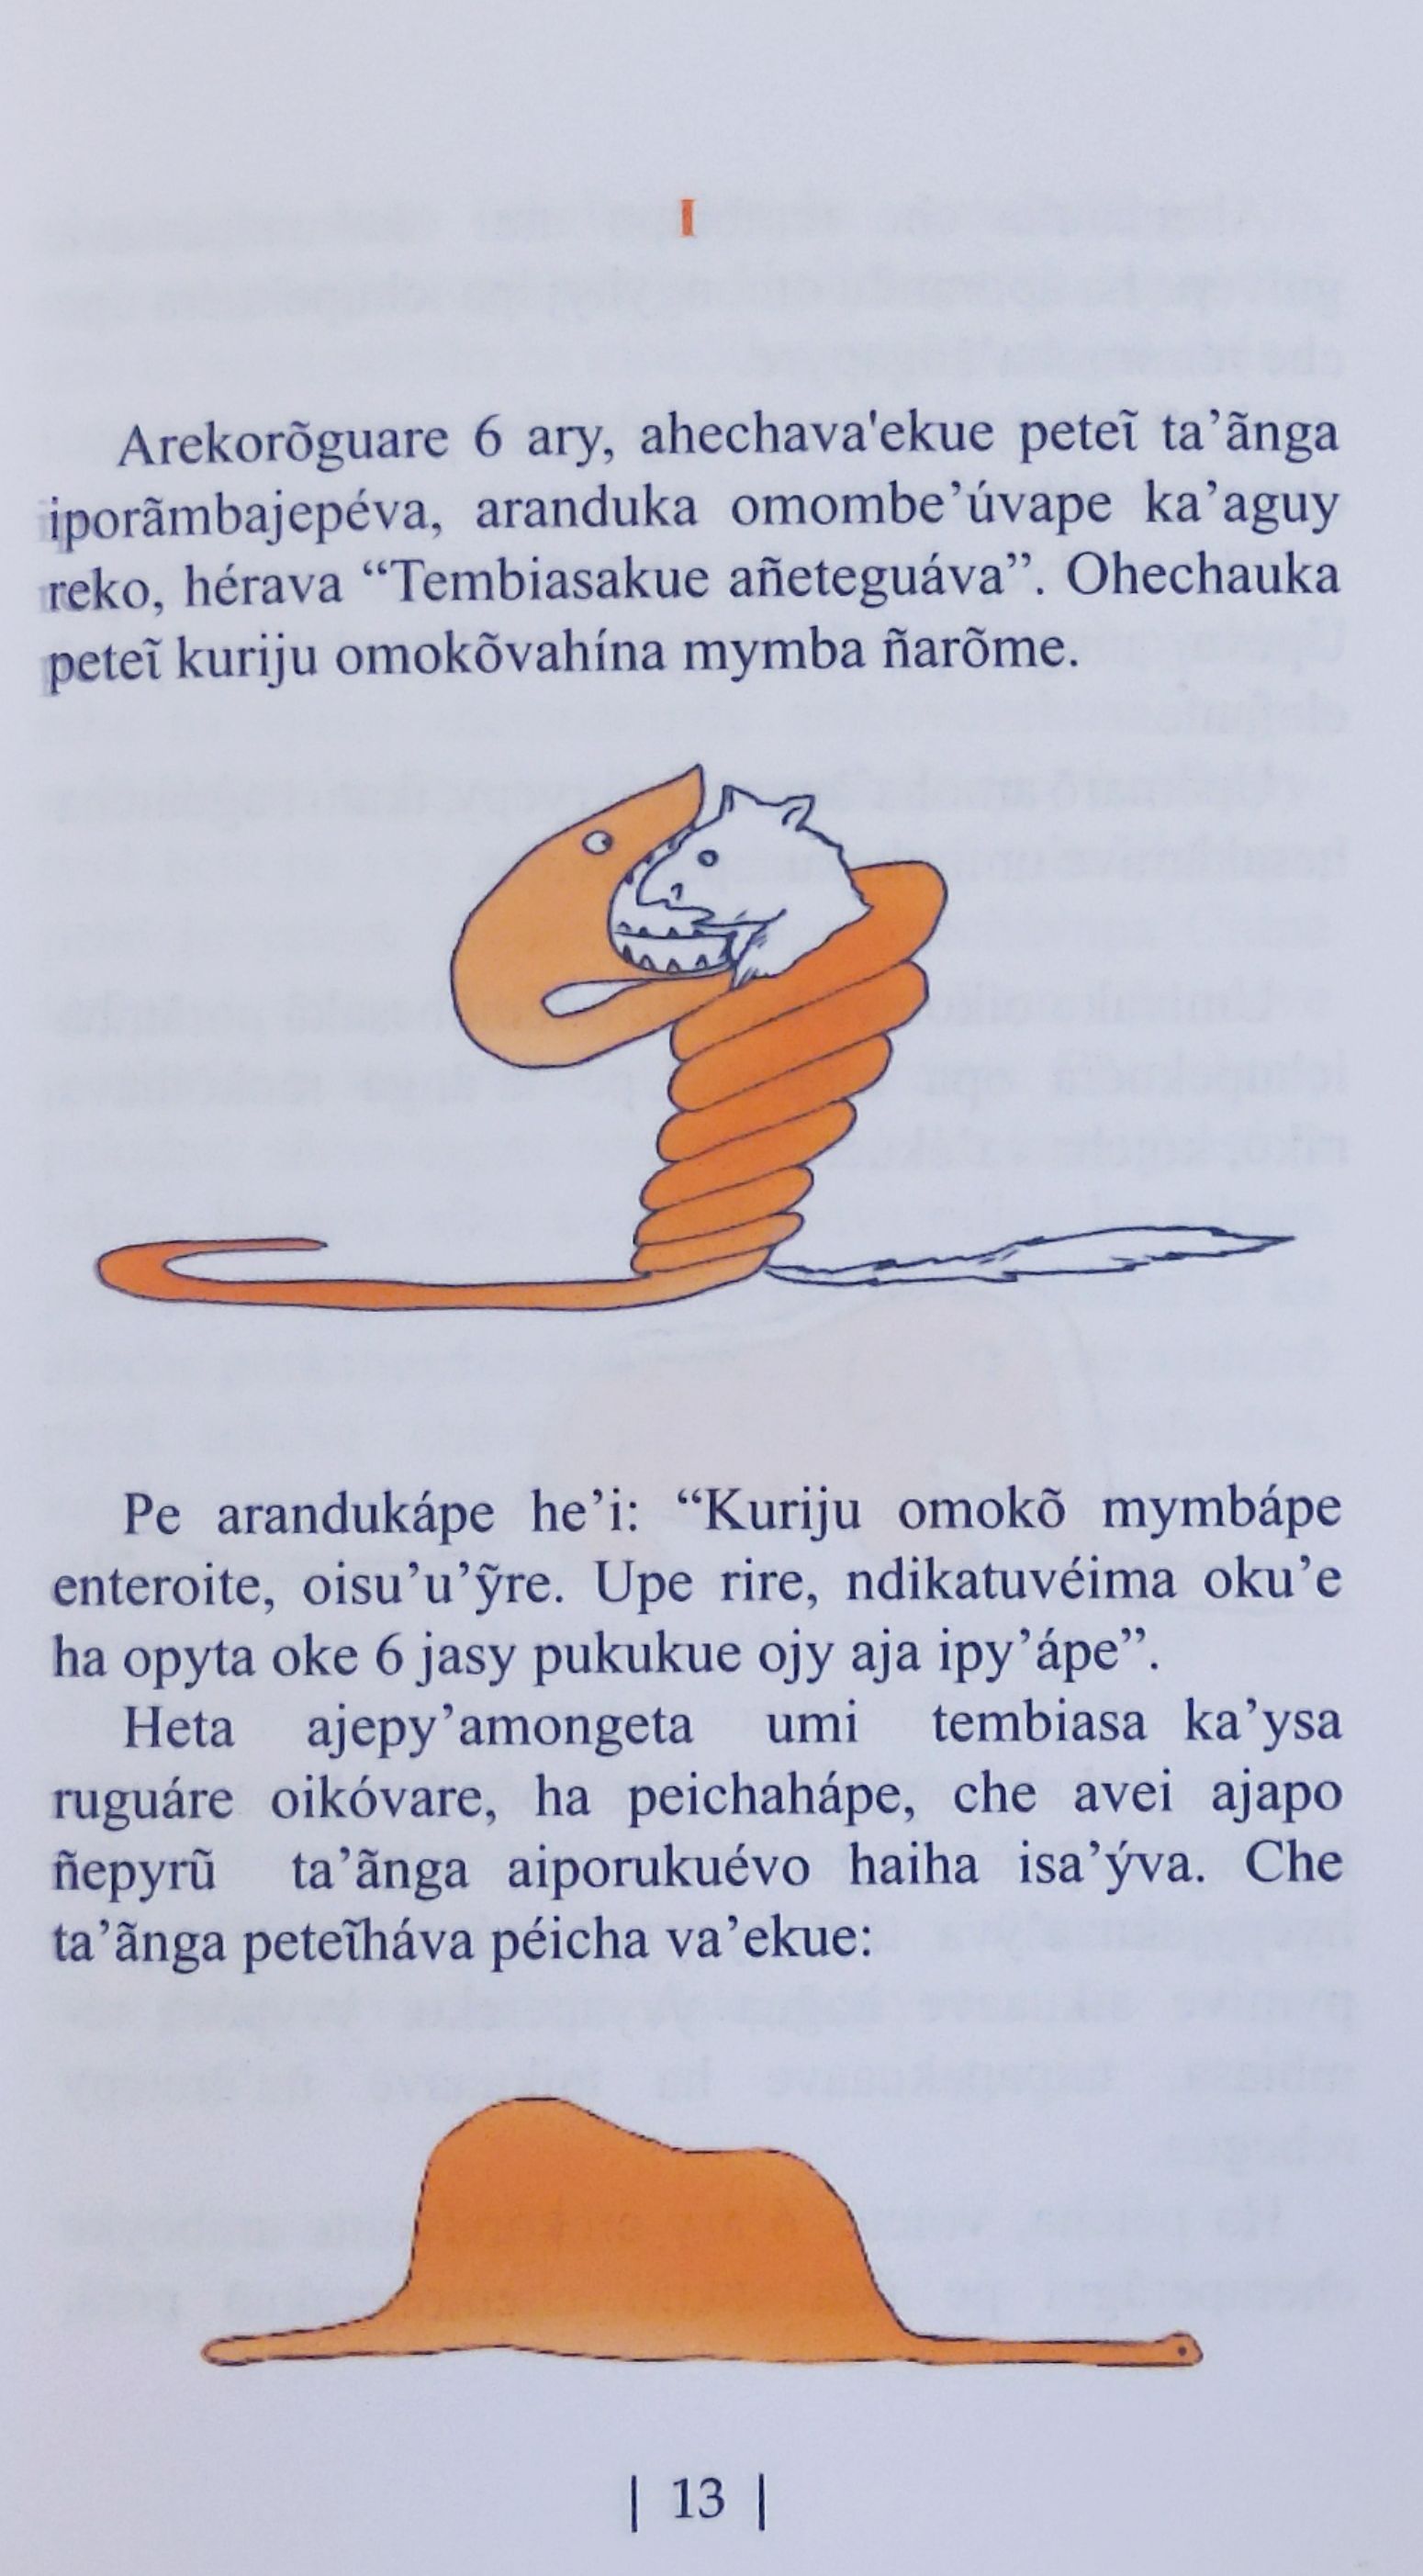 I
Arekorõguare 6 ary, ahechava'ekue peteĩ ta’ãnga
iporãmbajepéva, aranduka omombe’úvape ka’aguy
reko, hérava “Tembiasakue añeteguáva”. Ohechauka
peteĩ kuriju omokõvahína mymba ñarõme.
Pe arandukápe he’i: “Kuriju omokõ mymbápe
enteroite, oisu’u’ỹre. Upe rire, ndikatuvéima oku’e
ha opyta oke 6 jasy pukukue ojy aja ipy’ápe”.
Heta ajepy’amongeta umi tembiasa ka’ysa
ruguáre oikóvare, ha peichahápe, che avei ajapo
ñepyrũ ta’ãnga aiporukuévo haiha isa’ýva. Che
ta’ãnga peteĩháva péicha va’ekue:
| 13 |